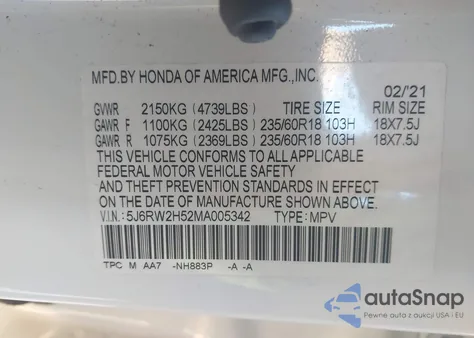 MFD.BY HONDA OF AMERICA MFG.,INC. 02/'21
GVWR 2150KG (4739LBS) TIRE SIZE RIM SIZE
GAWR F 1100KG (2425LBS) 235/60R18 103H 18X7.5J
GAWR R 1075KG (2369LBS) 235/60R18 103H 18X7.5J
THIS VEHICLE CONFORMS TO ALL APPLICABLE
FEDERAL MOTOR VEHICLE SAFETY
AND THEFT PREVENTION STANDARDS IN EFFECT
ON THE DATE OF MANUFACTURE SHOWN ABOVE.
V.I.N.: 5J6RW2H52MA005342 TYPE: MPV
TPC M AA7 -NH883P -A -A
autoSnap
Pewne auta z aukcji USA i EU